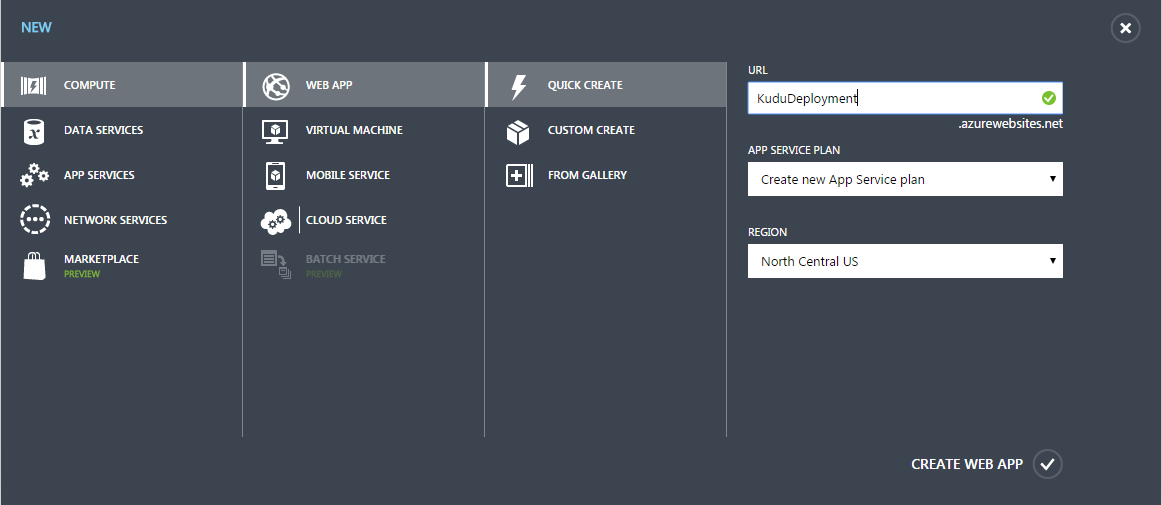 NEW
COMPUTE
DATA SERVICES
APP SERVICES
NETWORK SERVICES
MARKETPLACE
PREVIEW
WEB APP
VIRTUAL MACHINE
MOBILE SERVICE
CLOUD SERVICE
BATCH SERVICE
PREVIEW
QUICK CREATE
CUSTOM CREATE
FROM GALLERY
URL
KuduDeployment
.azurewebsites.net
APP SERVICE PLAN
Create new App Service plan
REGION
North Central US
CREATE WEB APP